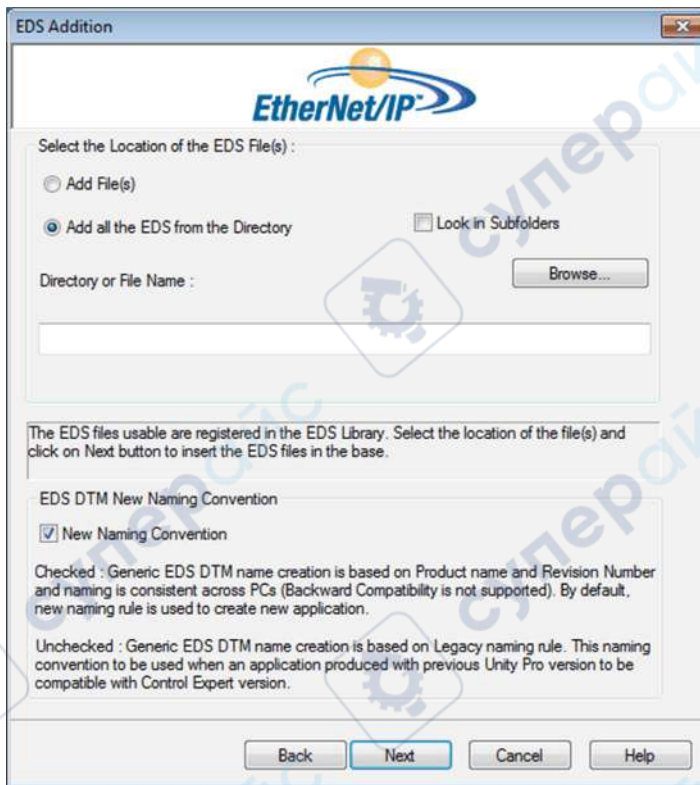 EDS Addition
EtherNet/IP™
Select the Location of the EDS File(s) :
Add File(s)
Add all the EDS from the Directory
Look in Subfolders
Directory or File Name :
Browse...
The EDS files usable are registered in the EDS Library. Select the location of the file(s) and
click on Next button to insert the EDS files in the base.
EDS DTM New Naming Convention
New Naming Convention
Checked : Generic EDS DTM name creation is based on Product name and Revision Number
and naming is consistent across PCs (Backward Compatibility is not supported). By default,
new naming rule is used to create new application.
Unchecked : Generic EDS DTM name creation is based on Legacy naming rule. This naming
convention to be used when an application produced with previous Unity Pro version to be
compatible with Control Expert version.
Back
Next
Cancel
Help
суперайс
суперайс